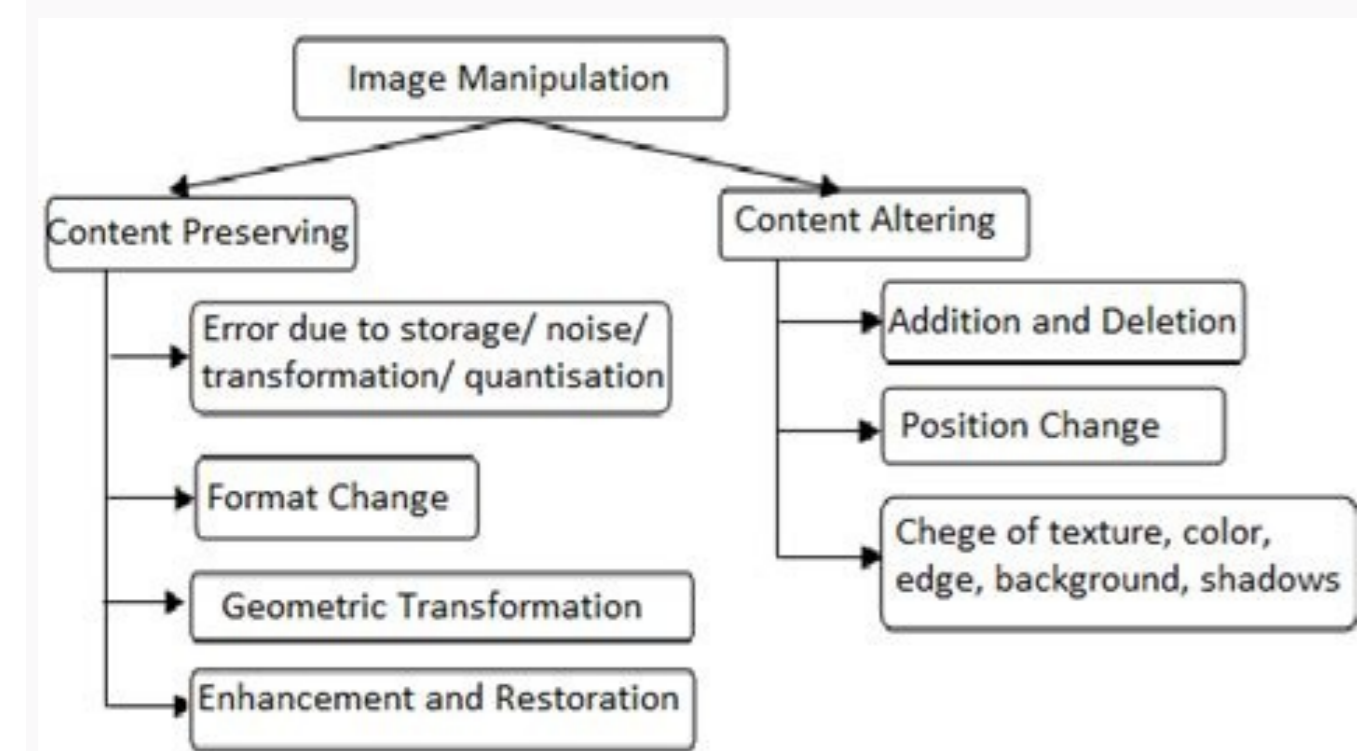 Image Manipulation
Content Preserving
Error due to storage/ noise/
transformation/ quantisation
Format Change
Geometric Transformation
Enhancement and Restoration
Content Altering
Addition and Deletion
Position Change
Chege of texture, color,
edge, background, shadows